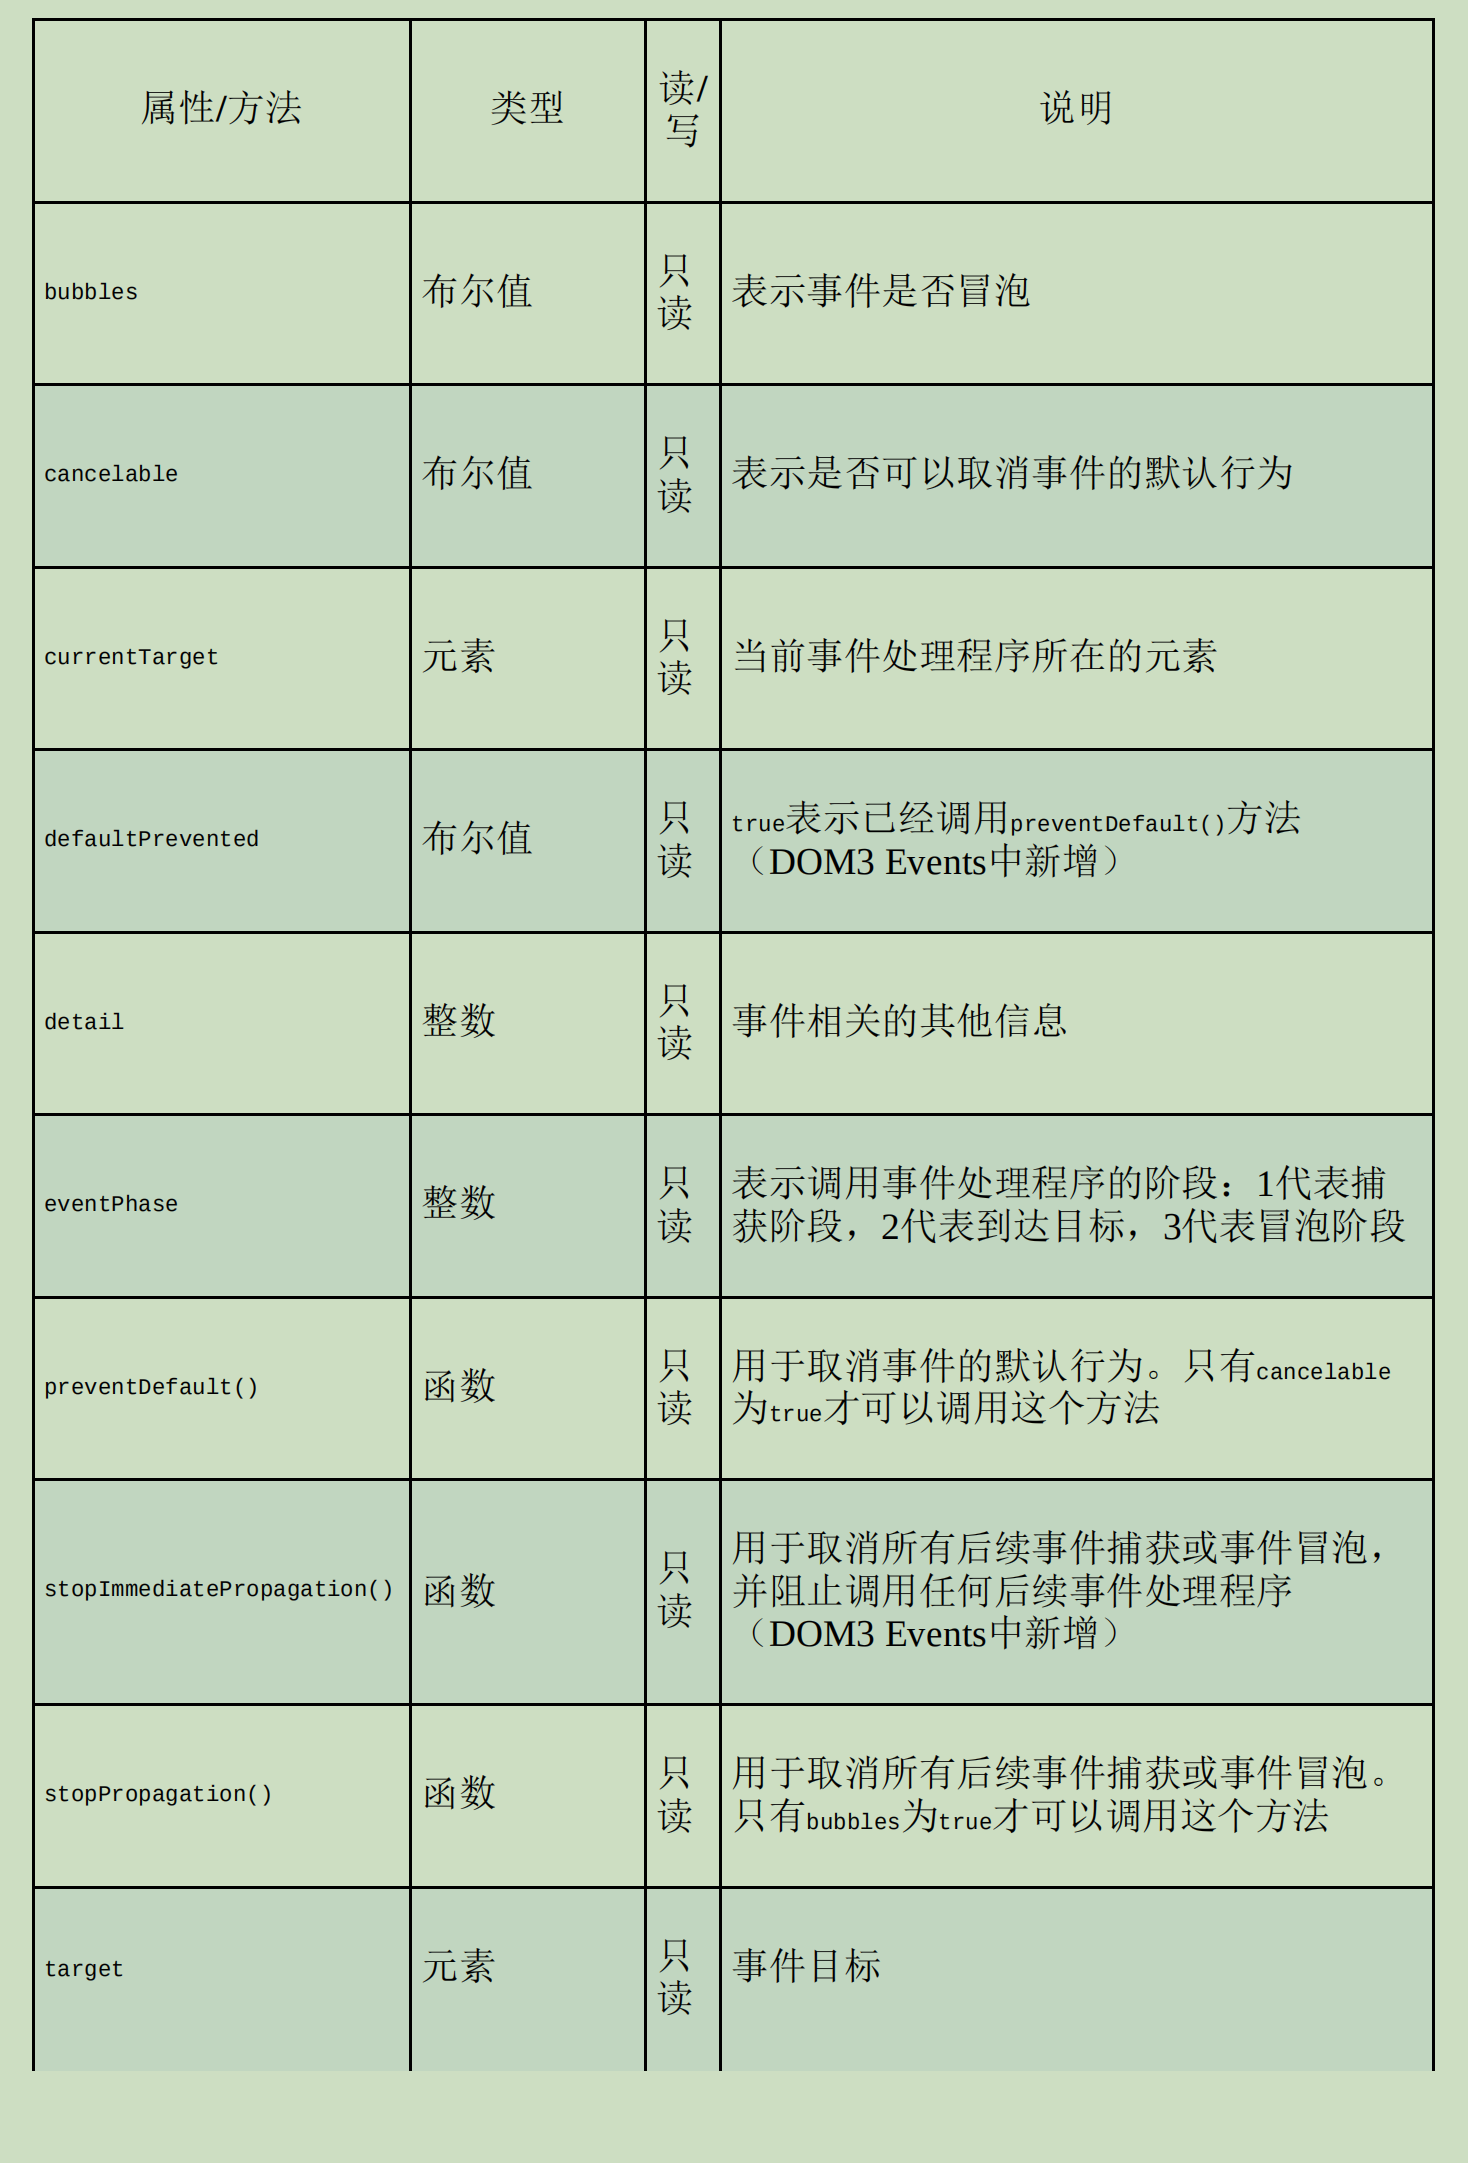 属性/方法
类型
读/
写
说明
bubbles
布尔值
只
读
表示事件是否冒泡
cancelable
布尔值
只
读
表示是否可以取消事件的默认行为
currentTarget
元素
只
读
当前事件处理程序所在的元素
defaultPrevented
布尔值
只
读
true表示已经调用preventDefault()方法
（DOM3 Events中新增）
detail
整数
只
读
事件相关的其他信息
eventPhase
整数
只
读
表示调用事件处理程序的阶段：1代表捕
获阶段，2代表到达目标，3代表冒泡阶段
preventDefault()
函数
只
读
用于取消事件的默认行为。只有cancelable
为true才可以调用这个方法
stopImmediatePropagation()
函数
只
读
用于取消所有后续事件捕获或事件冒泡，
并阻止调用任何后续事件处理程序
（DOM3 Events中新增）
stopPropagation()
函数
只
读
用于取消所有后续事件捕获或事件冒泡。
只有bubbles为true才可以调用这个方法
target
元素
只
读
事件目标